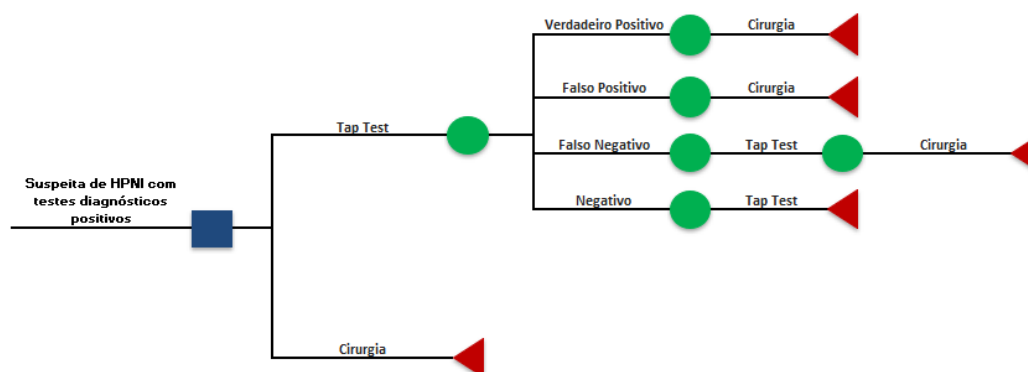 Verdadeiro Positivo
Cirurgia
Falso Positivo
Cirurgia
Tap Test
Falso Negativo
Tap Test
Cirurgia
Suspeita de HPNI com
testes diagnósticos
positivos
Negativo
Tap Test
Cirurgia